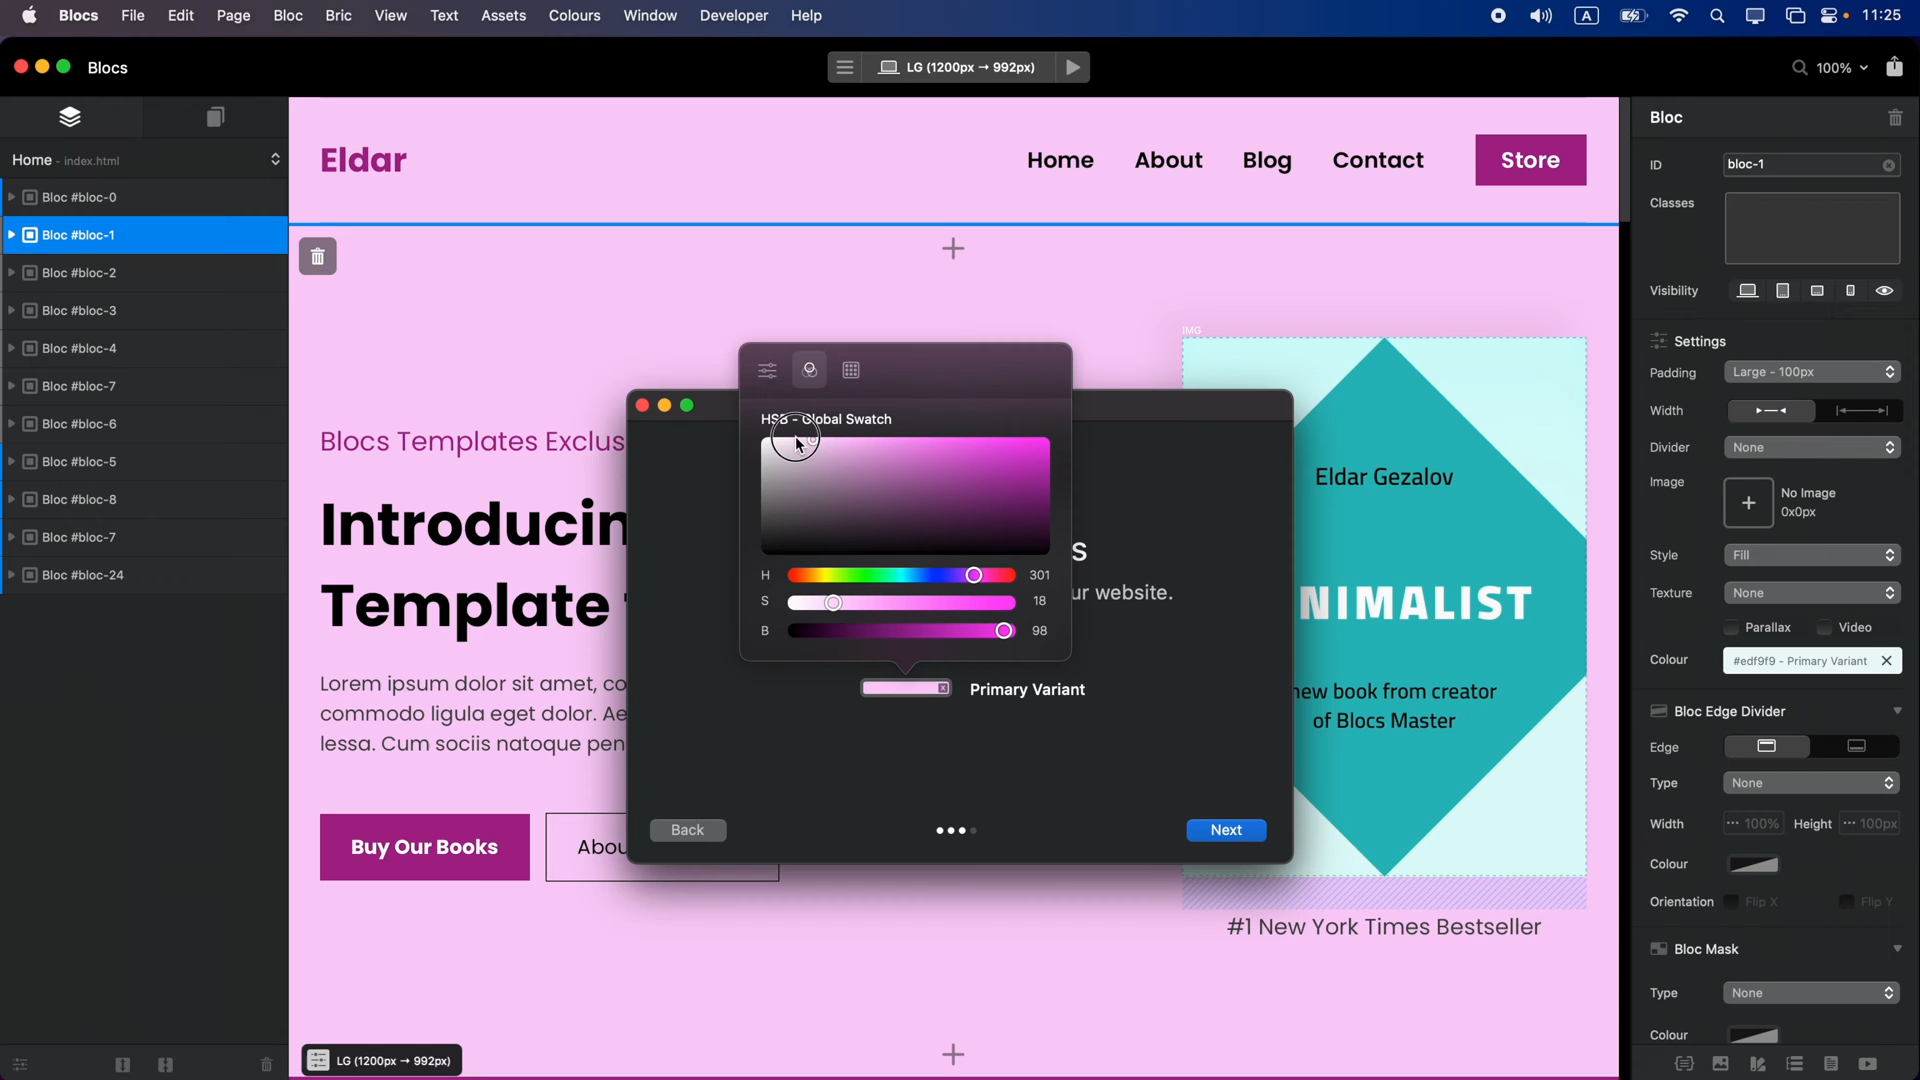 Blocs File Edit Page Bloc Bric View Text Assets Colours Window Developer Help A 11:25
Blocs
LG (1200px → 992px)
100%
Home - index.html
Bloc #bloc-0
Bloc #bloc-1
Bloc #bloc-2
Bloc #bloc-3
Bloc #bloc-4
Bloc #bloc-7
Bloc #bloc-6
Bloc #bloc-5
Bloc #bloc-8
Bloc #bloc-7
Bloc #bloc-24
Eldar
Home About Blog Contact Store
Blocs Templates Exclus
Introducin
Template
Lorem ipsum dolor sit amet, co
commodo ligula eget dolor. Ae
lessa. Cum sociis natoque pen
Buy Our Books
Abou
HSB - Global Swatch
H 301
S 18
B 98
s
ur website.
Primary Variant
Back
Next
IMG
Eldar Gezalov
NIMALIST
new book from creator
of Blocs Master
#1 New York Times Bestseller
LG (1200px → 992px)
Bloc
ID bloc-1
Classes
Visibility
Settings
Padding Large - 100px
Width
Divider None
Image No Image
0x0px
Style Fill
Texture None
Parallax Video
Colour #edf9f9 - Primary Variant
Bloc Edge Divider
Edge
Type None
Width 100% Height 100px
Colour
Orientation Flip X Flip Y
Bloc Mask
Type None
Colour